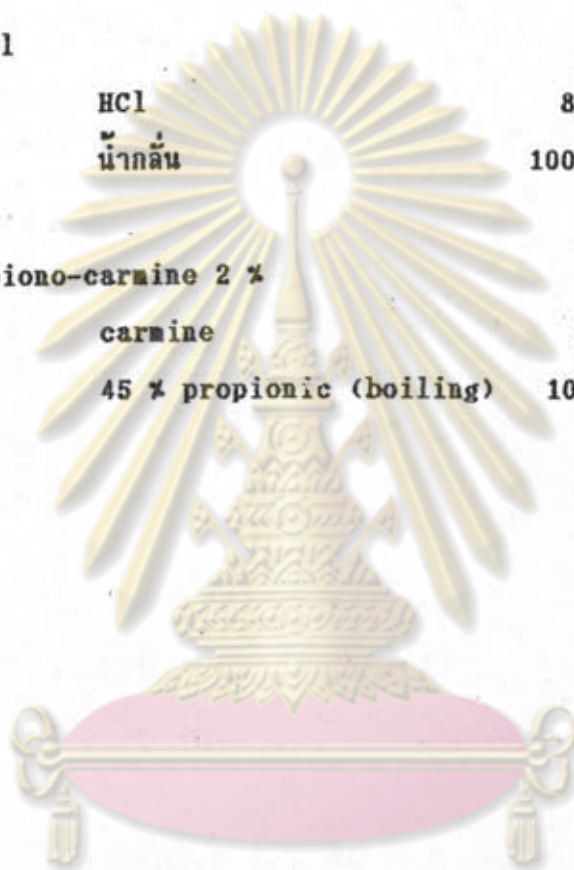 l
HCl 8
น้ำกลั่น 100
iono-carmine 2 %
carmine
45 % propionic (boiling) 10